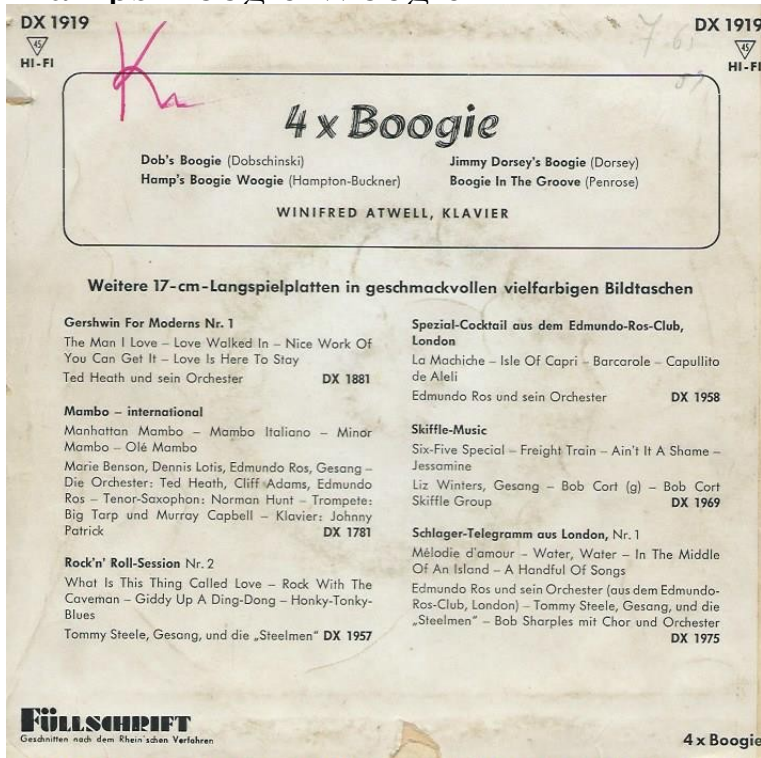 DX 1919
45
HI-FI
DX 1919
45
HI-FI
7.61
59
4 x Boogie
Dob's Boogie (Dobschinski)
Hamp's Boogie Woogie (Hampton-Buckner)
Jimmy Dorsey's Boogie (Dorsey)
Boogie In The Groove (Penrose)
WINIFRED ATWELL, KLAVIER
Weitere 17-cm-Langspielplatten in geschmackvollen vielfarbigen Bildtaschen
Gershwin For Moderns Nr. 1
The Man I Love – Love Walked In – Nice Work Of
You Can Get It – Love Is Here To Stay
Ted Heath und sein Orchester DX 1881
Mambo – international
Manhattan Mambo – Mambo Italiano – Minor
Mambo – Olé Mambo
Marie Benson, Dennis Lotis, Edmundo Ros, Gesang –
Die Orchester: Ted Heath, Cliff Adams, Edmundo
Ros – Tenor-Saxophon: Norman Hunt – Trompete:
Big Tarp und Murray Capbell – Klavier: Johnny
Patrick DX 1781
Rock'n' Roll-Session Nr. 2
What Is This Thing Called Love – Rock With The
Caveman – Giddy Up A Ding-Dong – Honky-Tonky-
Blues
Tommy Steele, Gesang, und die „Steelmen" DX 1957
Spezial-Cocktail aus dem Edmundo-Ros-Club,
London
La Machiche – Isle Of Capri – Barcarole – Capullito
de Aleli
Edmundo Ros und sein Orchester DX 1958
Skiffle-Music
Six-Five Special – Freight Train – Ain't It A Shame –
Jessamine
Liz Winters, Gesang – Bob Cort (g) – Bob Cort
Skiffle Group DX 1969
Schlager-Telegramm aus London, Nr. 1
Mélodie d'amour – Water, Water – In The Middle
Of An Island – A Handful Of Songs
Edmundo Ros und sein Orchester (aus dem Edmundo-
Ros-Club, London) – Tommy Steele, Gesang, und die
„Steelmen" – Bob Sharples mit Chor und Orchester
DX 1975
FÜLLSCHRIFT
Geschnitten nach dem Rhein'schen Verfahren
4 x Boogie